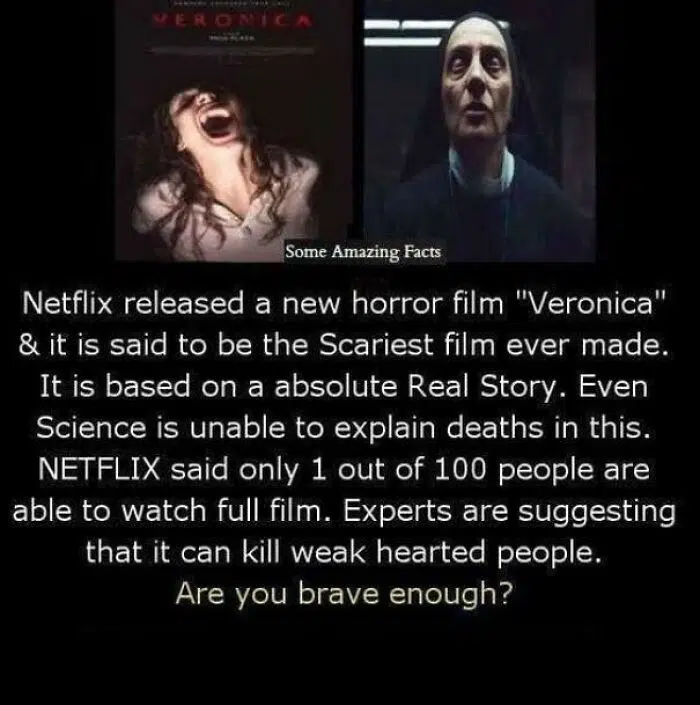 VERONICA
Some Amazing Facts
Netflix released a new horror film "Veronica"
& it is said to be the Scariest film ever made.
It is based on a absolute Real Story. Even
Science is unable to explain deaths in this.
NETFLIX said only 1 out of 100 people are
able to watch full film. Experts are suggesting
that it can kill weak hearted people.
Are you brave enough?